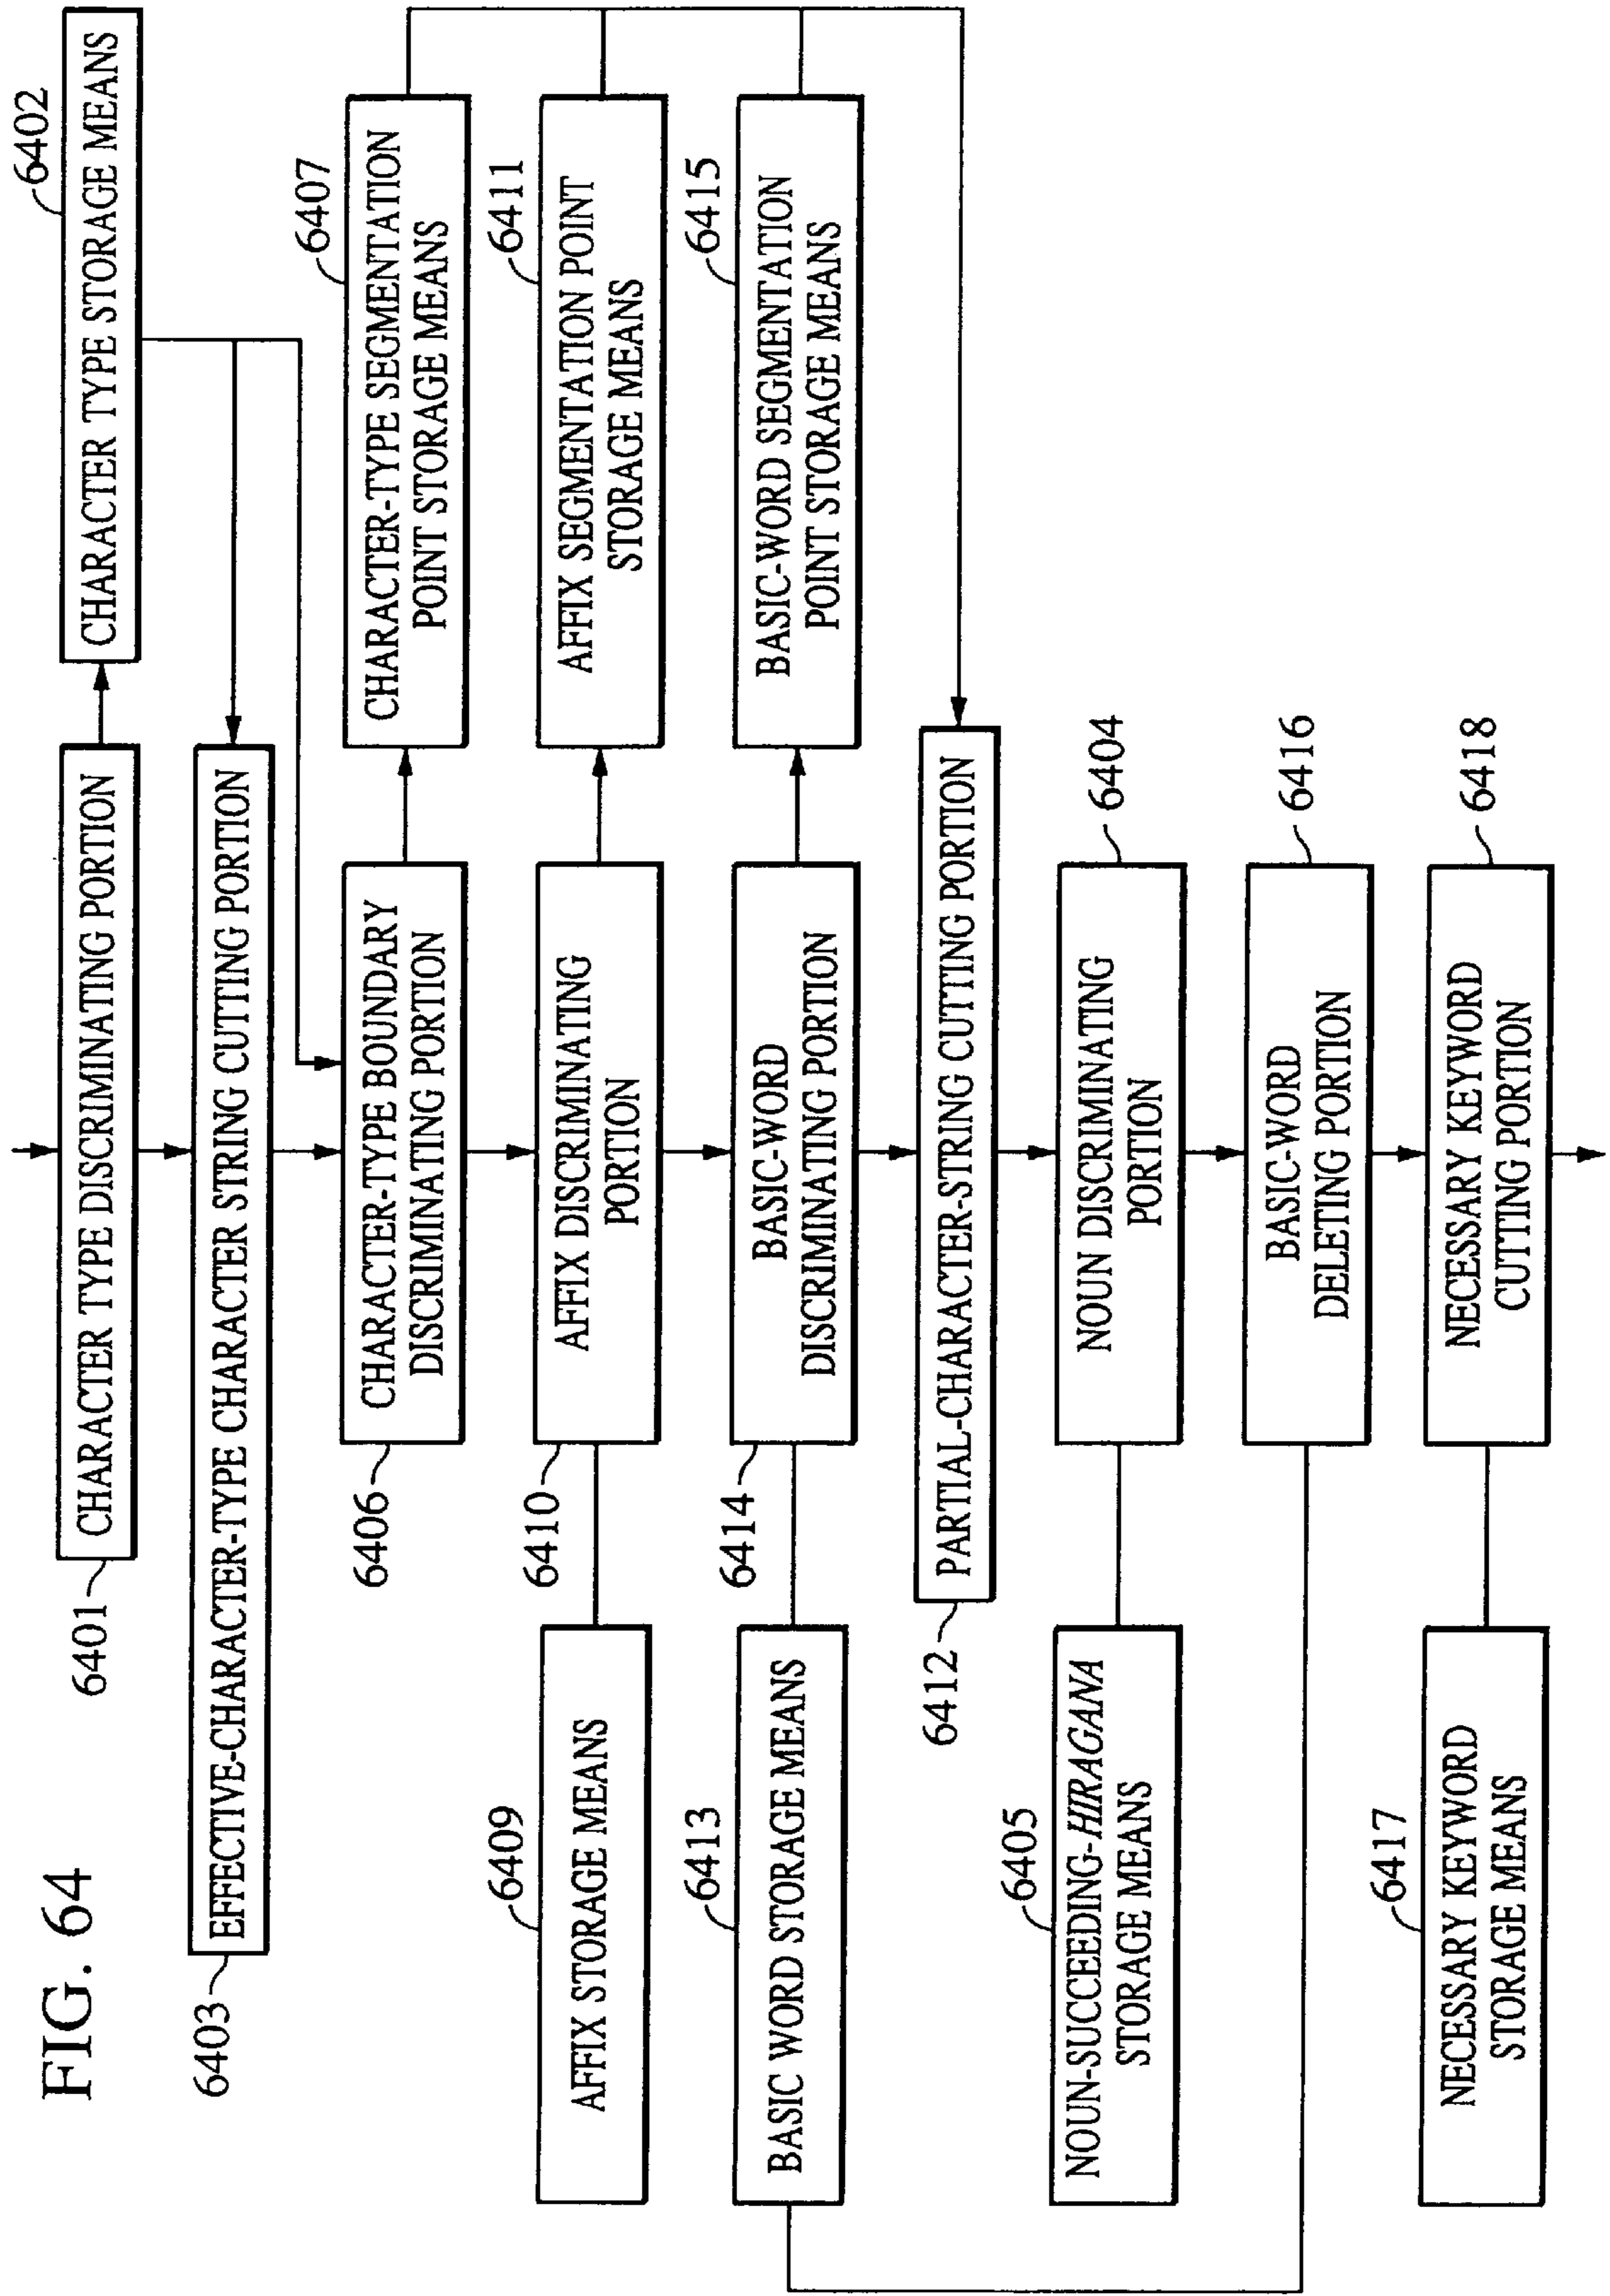 FIG. 64
6401
CHARACTER TYPE DISCRIMINATING PORTION
6402
CHARACTER TYPE STORAGE MEANS
6403
EFFECTIVE-CHARACTER-TYPE CHARACTER STRING CUTTING PORTION
6406
CHARACTER-TYPE BOUNDARY
DISCRIMINATING PORTION
6407
CHARACTER-TYPE SEGMENTATION
POINT STORAGE MEANS
6409
AFFIX STORAGE MEANS
6410
AFFIX DISCRIMINATING
PORTION
6411
AFFIX SEGMENTATION POINT
STORAGE MEANS
6413
BASIC WORD STORAGE MEANS
6414
BASIC-WORD
DISCRIMINATING PORTION
6415
BASIC-WORD SEGMENTATION
POINT STORAGE MEANS
6412
PARTIAL-CHARACTER-STRING CUTTING PORTION
6405
NOUN-SUCCEEDING-HIRAGANA
STORAGE MEANS
NOUN DISCRIMINATING
PORTION
6404
BASIC-WORD
DELETING PORTION
6416
6417
NECESSARY KEYWORD
STORAGE MEANS
NECESSARY KEYWORD
CUTTING PORTION
6418